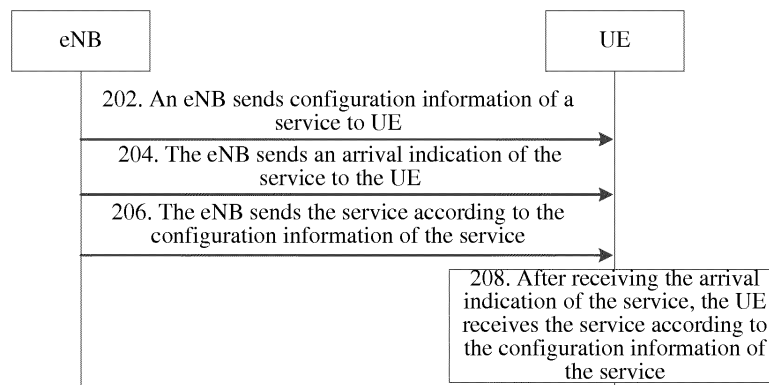 eNB
UE
202. An eNB sends configuration information of a
service to UE
204. The eNB sends an arrival indication of the
service to the UE
206. The eNB sends the service according to the
configuration information of the service
208. After receiving the arrival
indication of the service, the UE
receives the service according to
the configuration information of
the service